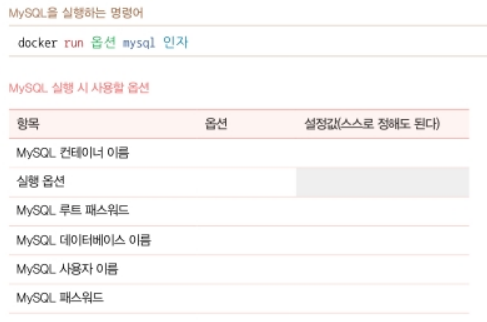 MySQL을 실행하는 명령어
docker run 옵션 mysql 인자
MySQL 실행 시 사용할 옵션
항목 옵션 설정값(스스로 정해도 된다)
MySQL 컨테이너 이름
실행 옵션
MySQL 루트 패스워드
MySQL 데이터베이스 이름
MySQL 사용자 이름
MySQL 패스워드